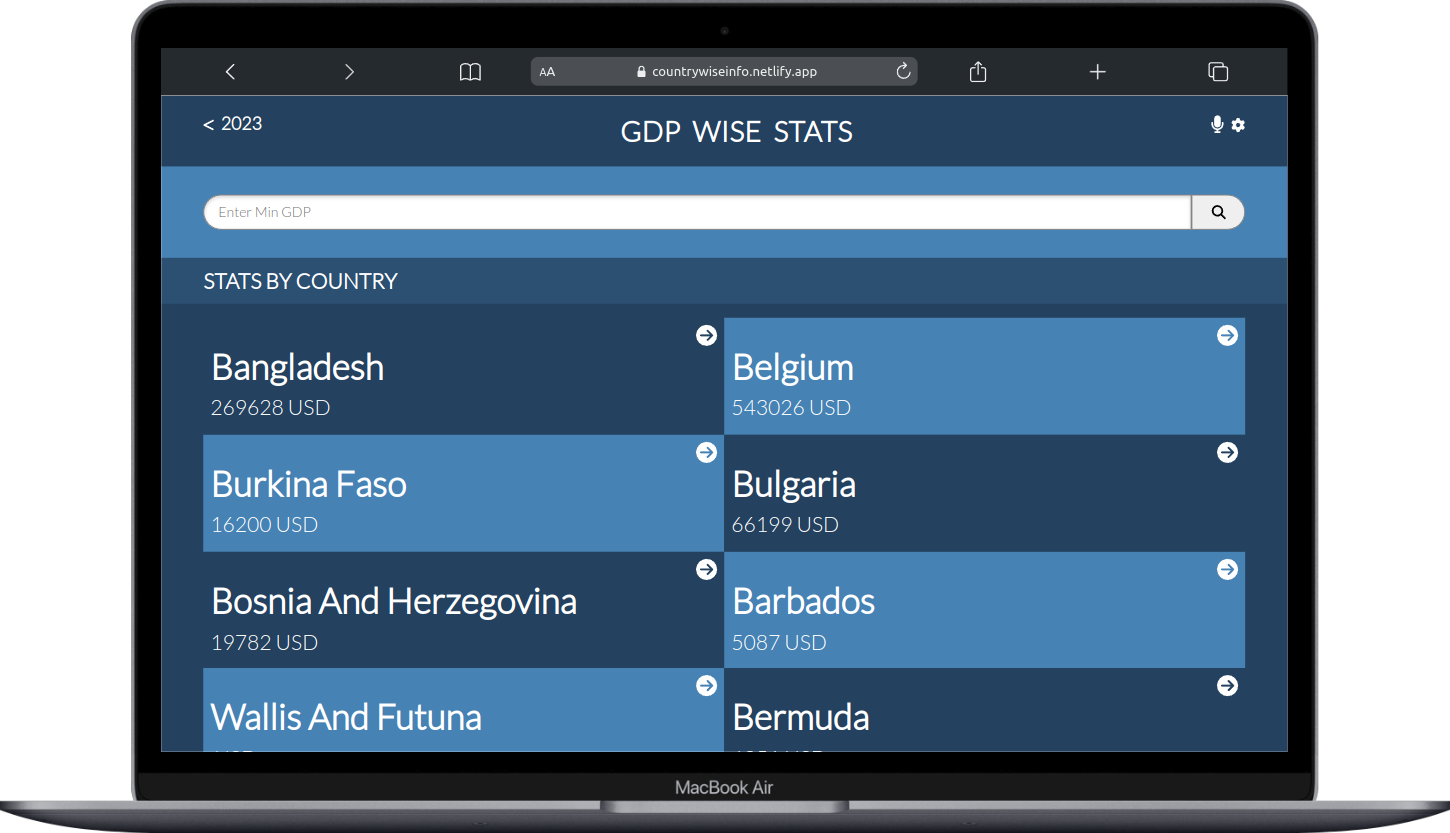 AA countrywiseinfo.netlify.app
< 2023
GDP WISE STATS
Enter Min GDP
STATS BY COUNTRY
Bangladesh
269628 USD
Belgium
543026 USD
Burkina Faso
16200 USD
Bulgaria
66199 USD
Bosnia And Herzegovina
19782 USD
Barbados
5087 USD
Wallis And Futuna
Bermuda
MacBook Air